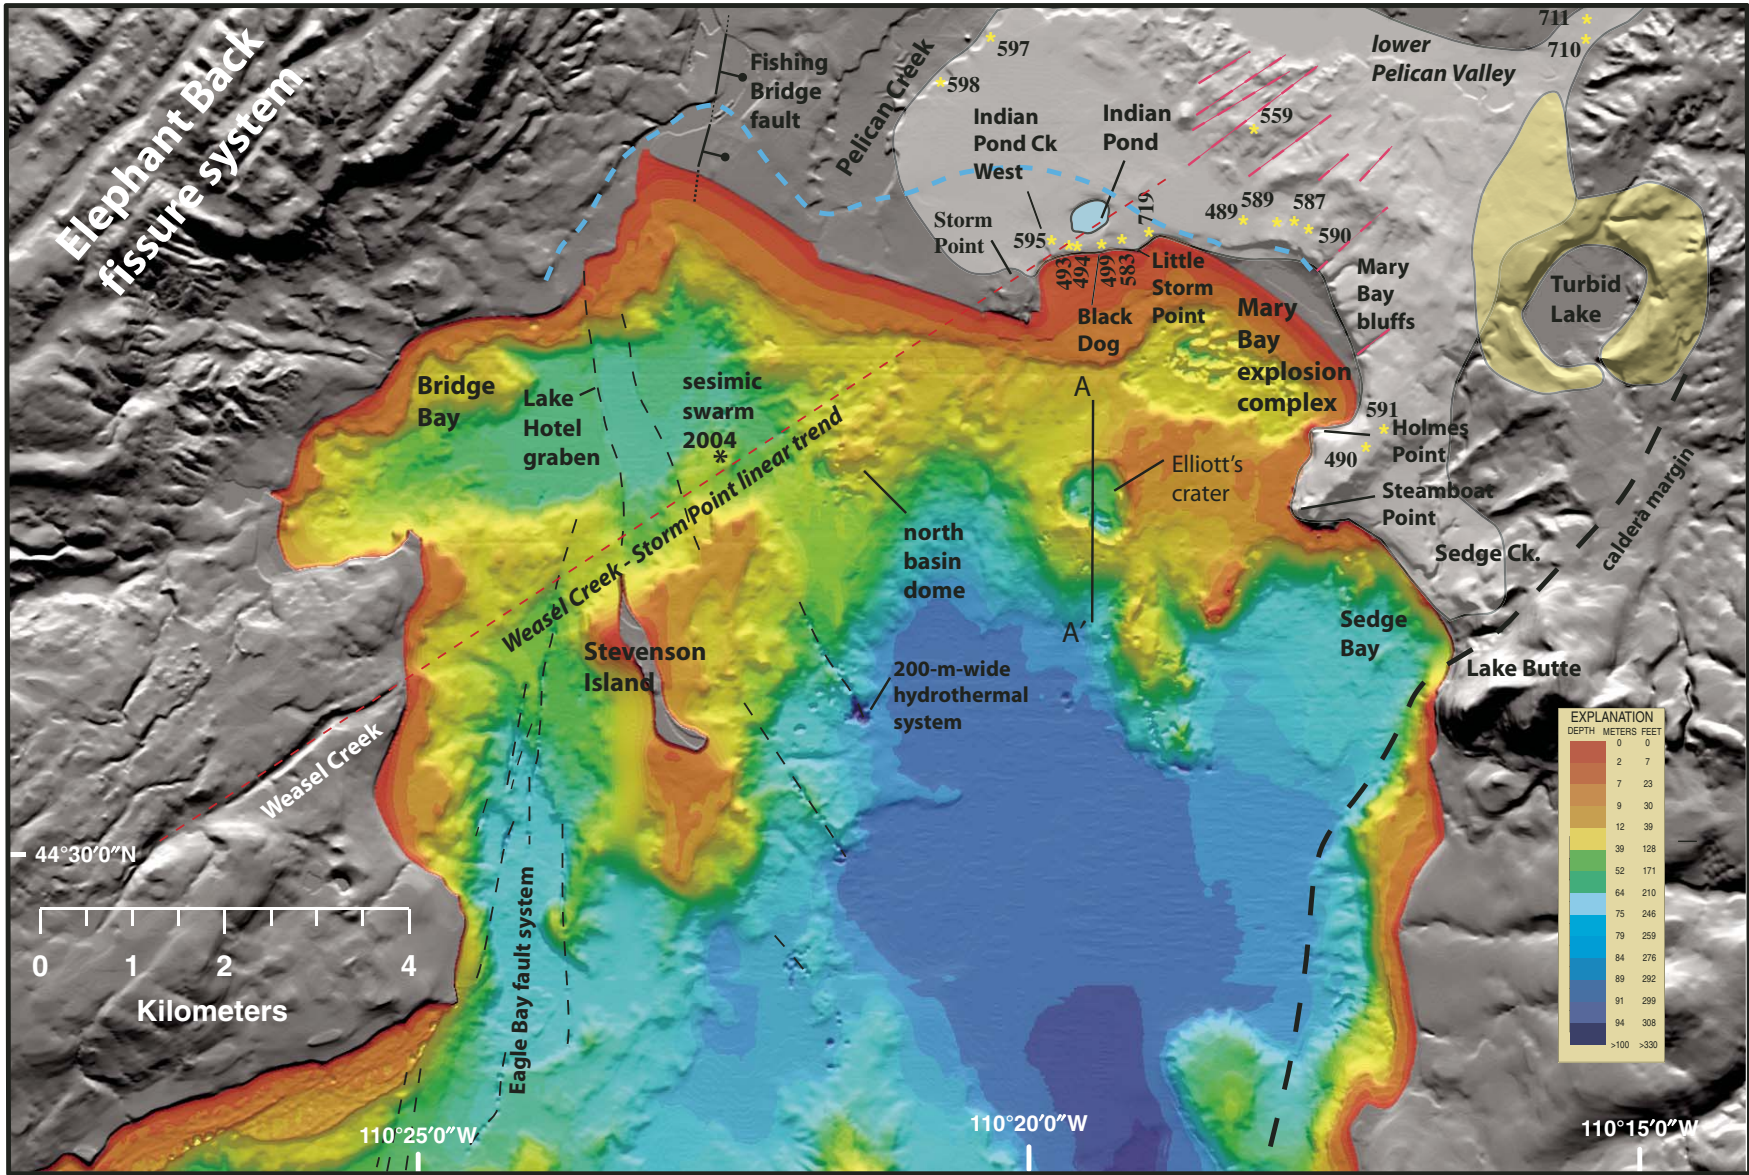 Elephant Back
fissure system
Fishing
Bridge
fault
Pelican Creek
597
598
Indian
Pond Ck
West
Indian
Pond
559
lower
Pelican Valley
711
710
Storm
Point
595
493
494
499
583
719
489
589
587
590
Little
Storm
Point
Black
Dog
Mary
Bay
explosion
complex
Mary
Bay
bluffs
Turbid
Lake
Bridge
Bay
Lake
Hotel
graben
sesimic
swarm
2004
*
Weasel Creek - Storm Point linear trend
A
A′
Elliott's
crater
591
490
Holmes
Point
Steamboat
Point
Sedge Ck.
caldera margin
north
basin
dome
Stevenson
Island
200-m-wide
hydrothermal
system
Sedge
Bay
Lake Butte
Weasel Creek
44°30′0″N
0 1 2 4
Kilometers
Eagle Bay fault system
110°25′0″W
110°20′0″W
110°15′0″W
EXPLANATION
DEPTH METERS FEET
0 0
2 7
7 23
9 30
12 39
39 128
52 171
64 210
75 246
79 259
84 276
89 292
91 299
94 308
>100 >330